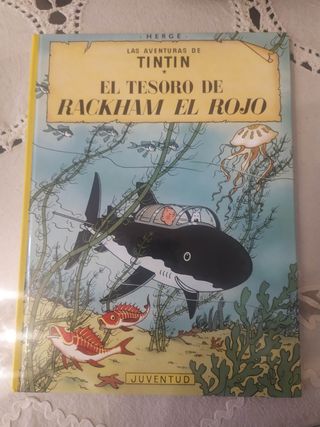 HERGÉ
LAS AVENTURAS DE
TINTIN
*
EL TESORO DE
RACKHAM EL ROJO
JUVENTUD